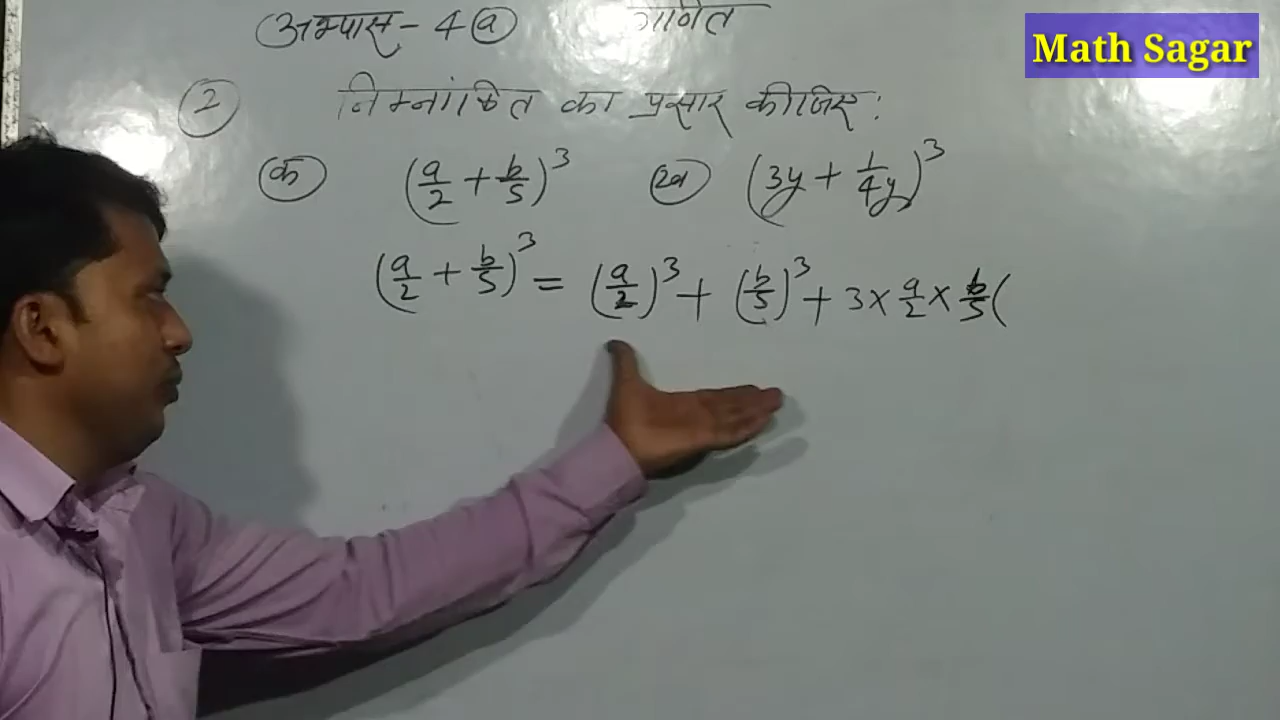 अभ्यास - 4 (a) गणित
Math Sagar
(2) निम्नांकित का प्रसार कीजिए:
(क) (a/2 + b/5)^3 (ख) (3y + 1/4y)^3
(a/2 + b/5)^3 = (a/2)^3 + (b/5)^3 + 3 × a/2 × b/5 (